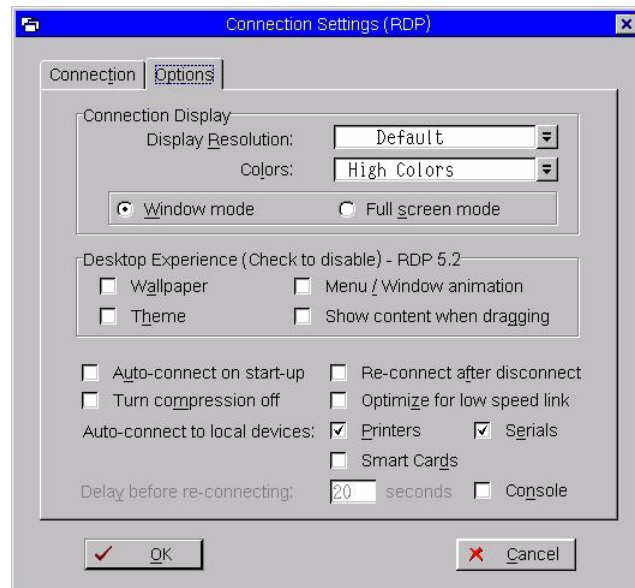 Connection Settings (RDP)
Connection Options
Connection Display
Display Resolution: Default
Colors: High Colors
Window mode Full screen mode
Desktop Experience (Check to disable) - RDP 5.2
Wallpaper Menu / Window animation
Theme Show content when dragging
Auto-connect on start-up Re-connect after disconnect
Turn compression off Optimize for low speed link
Auto-connect to local devices: Printers Serials
Smart Cards
Delay before re-connecting: 20 seconds Console
OK Cancel